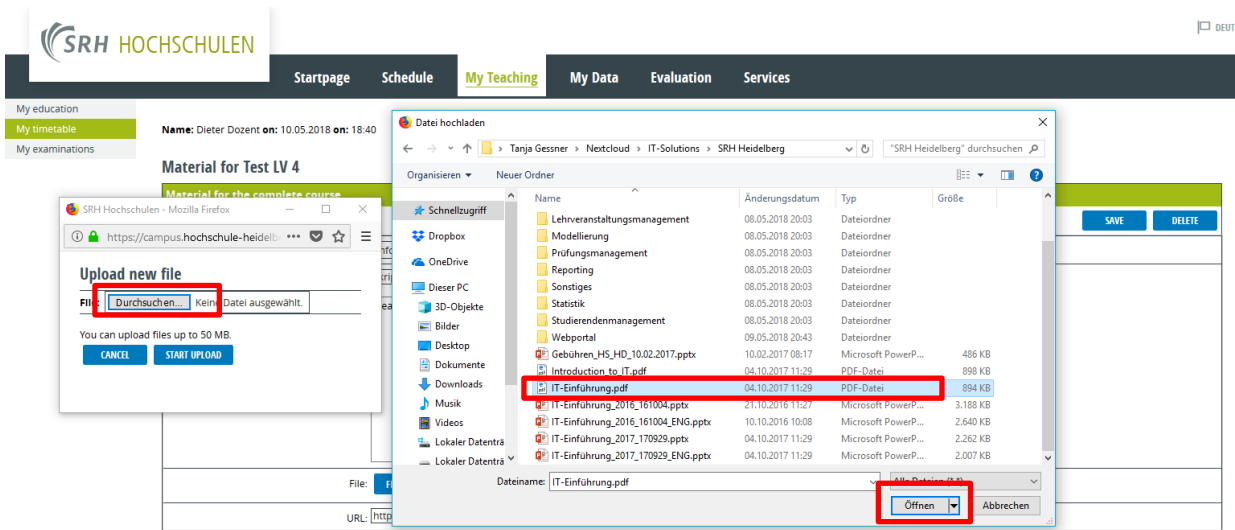 SRH HOCHSCHULEN
DEUT
Startpage Schedule My Teaching My Data Evaluation Services
My education
My timetable
My examinations
Name: Dieter Dozent on: 10.05.2018 on: 18:40
Material for Test LV 4
Material for the complete course
SAVE DELETE
SRH Hochschulen - Mozilla Firefox
https://campus.hochschule-heidelb
Upload new file
File: Durchsuchen... Keine Datei ausgewählt.
You can upload files up to 50 MB.
CANCEL START UPLOAD
Datei hochladen
Tanja Gessner > Nextcloud > IT-Solutions > SRH Heidelberg
"SRH Heidelberg" durchsuchen
Organisieren Neuer Ordner
Name Änderungsdatum Typ Größe
Schnellzugriff
Dropbox
OneDrive
Dieser PC
3D-Objekte
Bilder
Desktop
Dokumente
Downloads
Musik
Videos
Lokaler Datenträ
Lokaler Datenträ
Lehrveranstaltungsmanagement 08.05.2018 20:03 Dateiordner
Modellierung 08.05.2018 20:03 Dateiordner
Prüfungsmanagement 08.05.2018 20:03 Dateiordner
Reporting 08.05.2018 20:03 Dateiordner
Sonstiges 08.05.2018 20:03 Dateiordner
Statistik 08.05.2018 20:03 Dateiordner
Studierendenmanagement 08.05.2018 20:03 Dateiordner
Webportal 09.05.2018 20:43 Dateiordner
Gebühren_HS_HD_10.02.2017.pptx 10.02.2017 08:17 Microsoft PowerP... 486 KB
Introduction_to_IT.pdf 04.10.2017 11:29 PDF-Datei 898 KB
IT-Einführung.pdf 04.10.2017 11:29 PDF-Datei 894 KB
IT-Einführung_2016_161004.pptx 21.10.2016 11:27 Microsoft PowerP... 3.188 KB
IT-Einführung_2016_161004_ENG.pptx 10.10.2016 10:08 Microsoft PowerP... 2.640 KB
IT-Einführung_2017_170929.pptx 04.10.2017 11:29 Microsoft PowerP... 2.262 KB
IT-Einführung_2017_170929_ENG.pptx 04.10.2017 11:29 Microsoft PowerP... 2.007 KB
Dateiname: IT-Einführung.pdf
Alle Dateien (*.*)
Öffnen Abbrechen
File:
URL: http